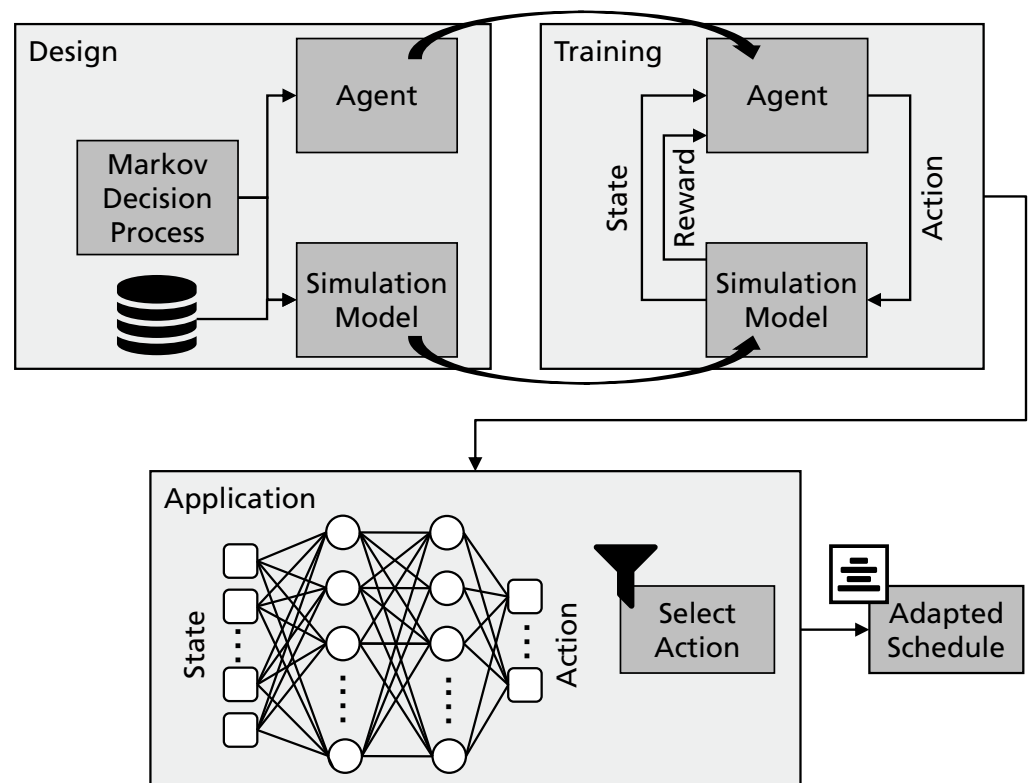 Design
Agent
Markov
Decision
Process
Simulation
Model
Training
Agent
State
Reward
Action
Simulation
Model
Application
State
Action
Select
Action
Adapted
Schedule